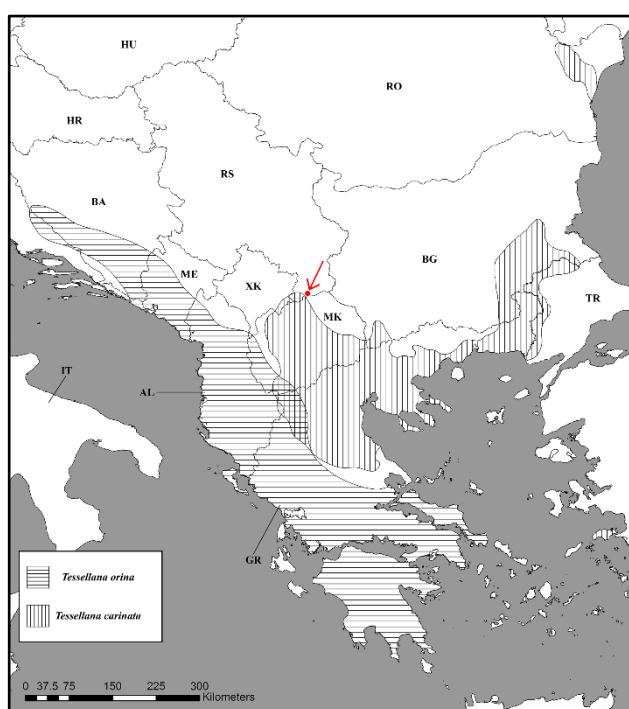 HU
RO
HR
BA
RS
ME
XK
BG
MK
TR
IT
AL
GR
Tessellana orina
Tessellana carinata
0 37.5 75 150 225 300
Kilometers